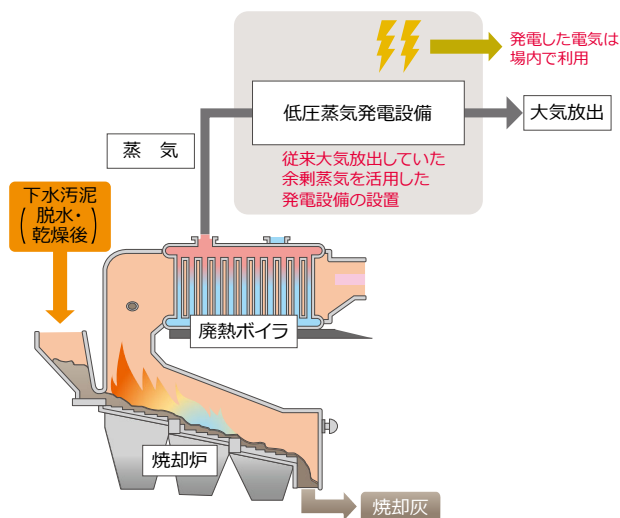 発電した電気は
場内で利用
低圧蒸気発電設備
大気放出
蒸 気
従来大気放出していた
余剰蒸気を活用した
発電設備の設置
下水汚泥
(脱水・
乾燥後)
廃熱ボイラ
焼却炉
焼却灰